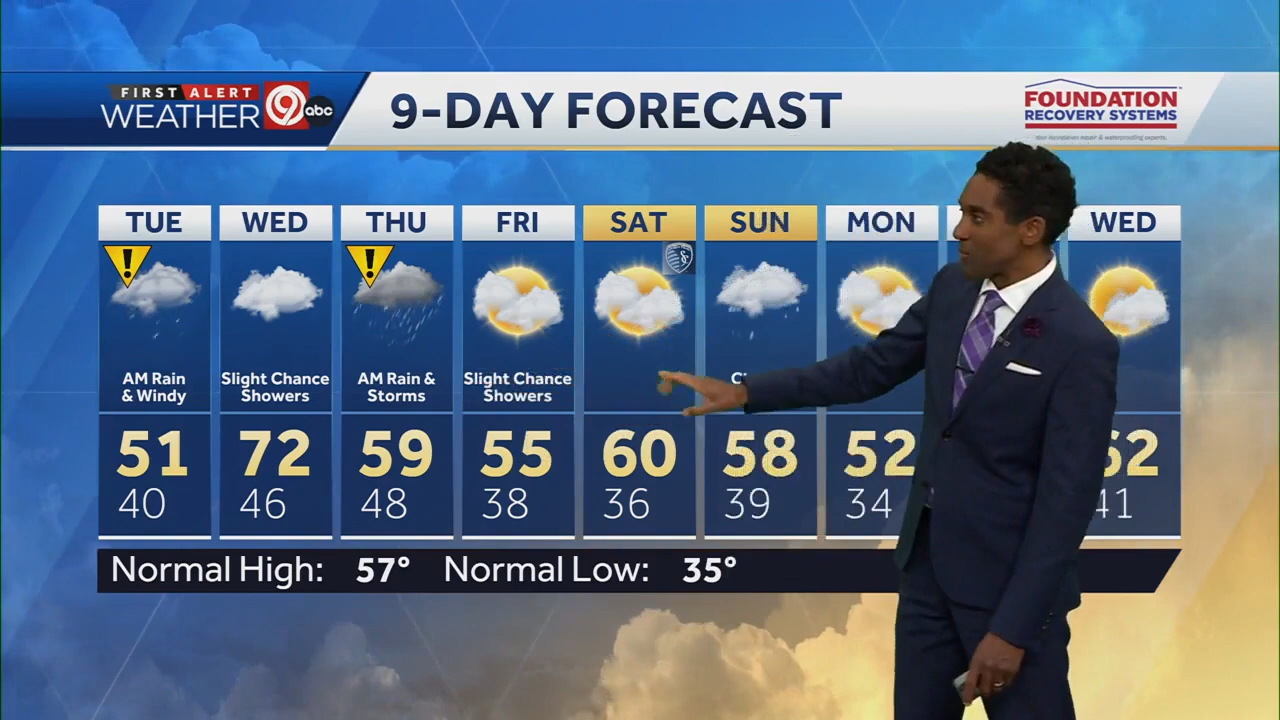 FIRST ALERT
WEATHER 9 abc
9-DAY FORECAST
FOUNDATION
RECOVERY SYSTEMS
TUE WED THU FRI SAT SUN MON WED
AM Rain
& Windy
Slight Chance
Showers
AM Rain &
Storms
Slight Chance
Showers
51 72 59 55 60 58 52 62
40 46 48 38 36 39 34 41
Normal High: 57° Normal Low: 35°